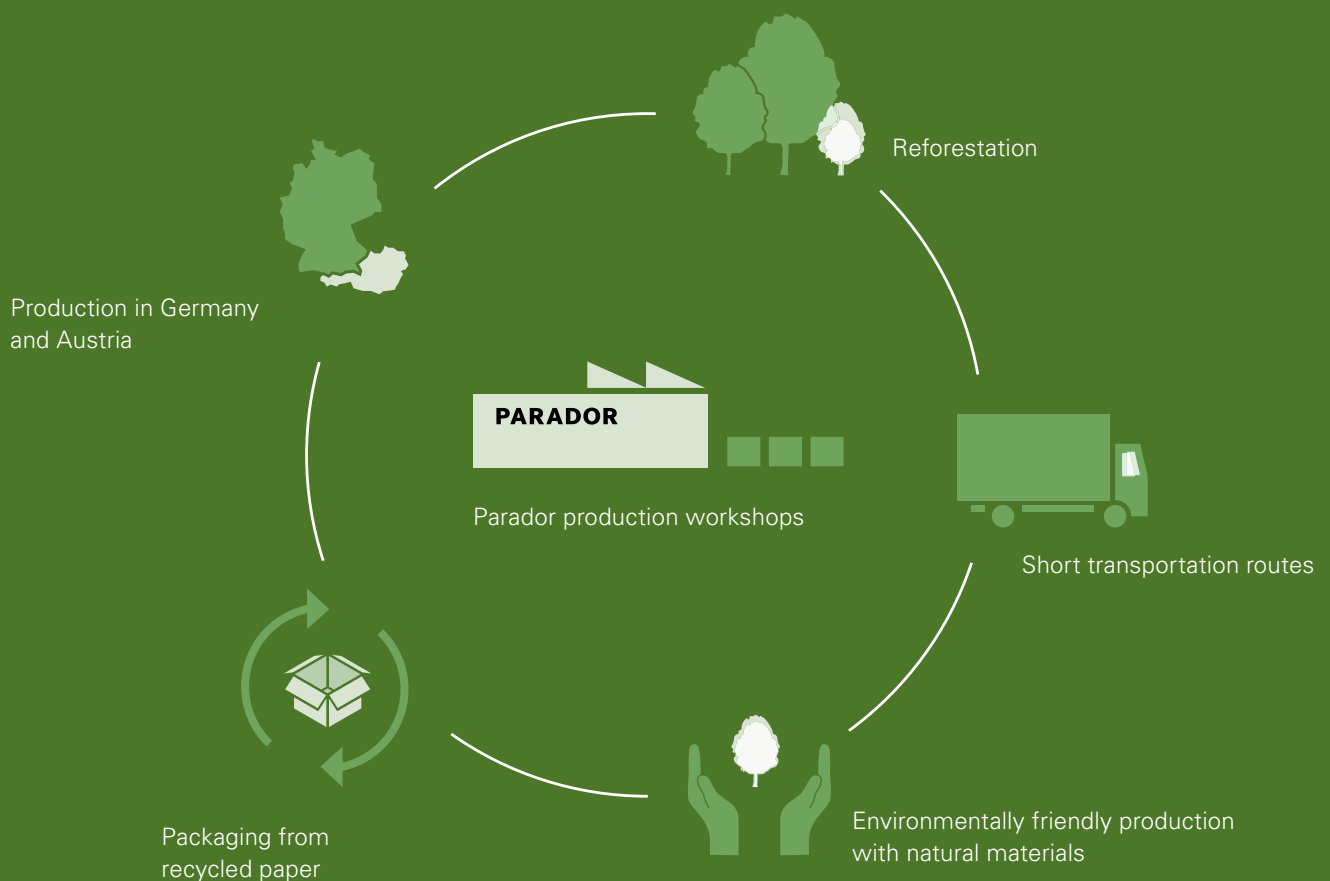 Reforestation
Production in Germany
and Austria
PARADOR
Parador production workshops
Short transportation routes
Environmentally friendly production
with natural materials
Packaging from
recycled paper